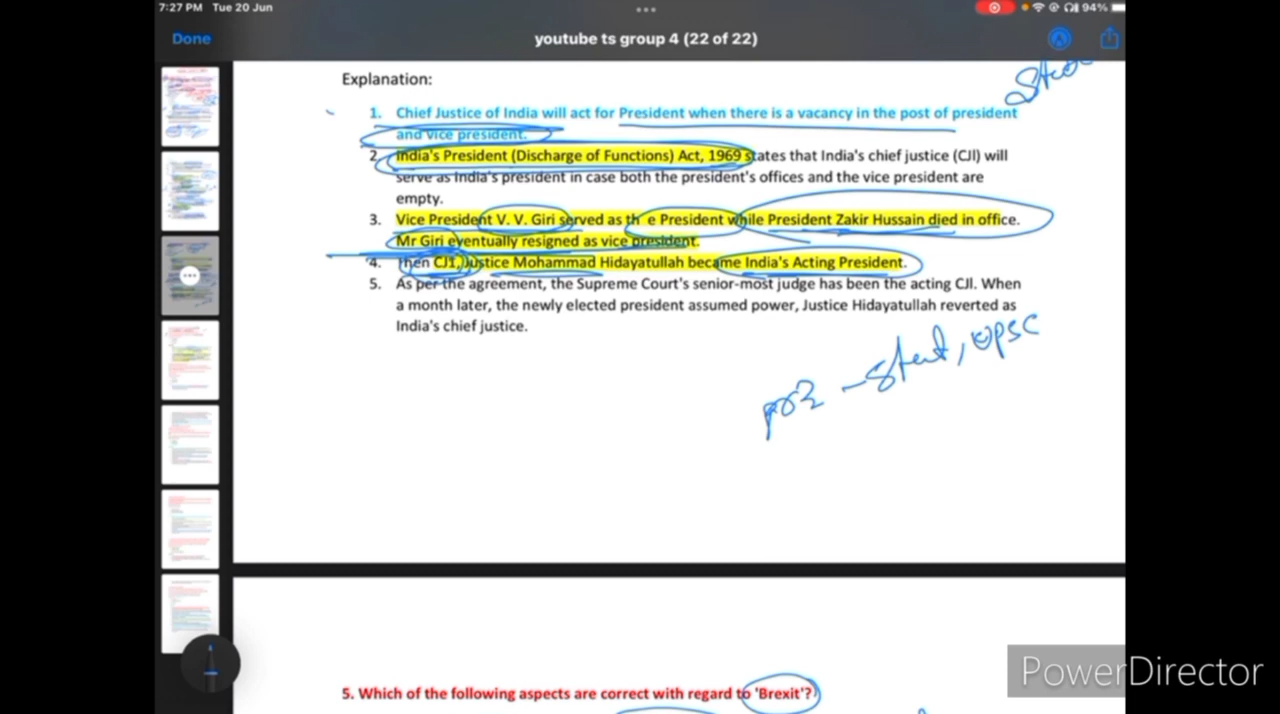 7:27 PM Tue 20 Jun
94%
Done
youtube ts group 4 (22 of 22)
Explanation:
1. Chief Justice of India will act for President when there is a vacancy in the post of president
and vice president.
2. India's President (Discharge of Functions) Act, 1969 states that India's chief justice (CJI) will
serve as India's president in case both the president's offices and the vice president are
empty.
3. Vice President V. V. Giri served as th e President while President Zakir Hussain died in office.
Mr Giri eventually resigned as vice president.
4. Then CJI, Justice Mohammad Hidayatullah became India's Acting President.
5. As per the agreement, the Supreme Court's senior-most judge has been the acting CJI. When
a month later, the newly elected president assumed power, Justice Hidayatullah reverted as
India's chief justice.
5. Which of the following aspects are correct with regard to 'Brexit'?
PowerDirector